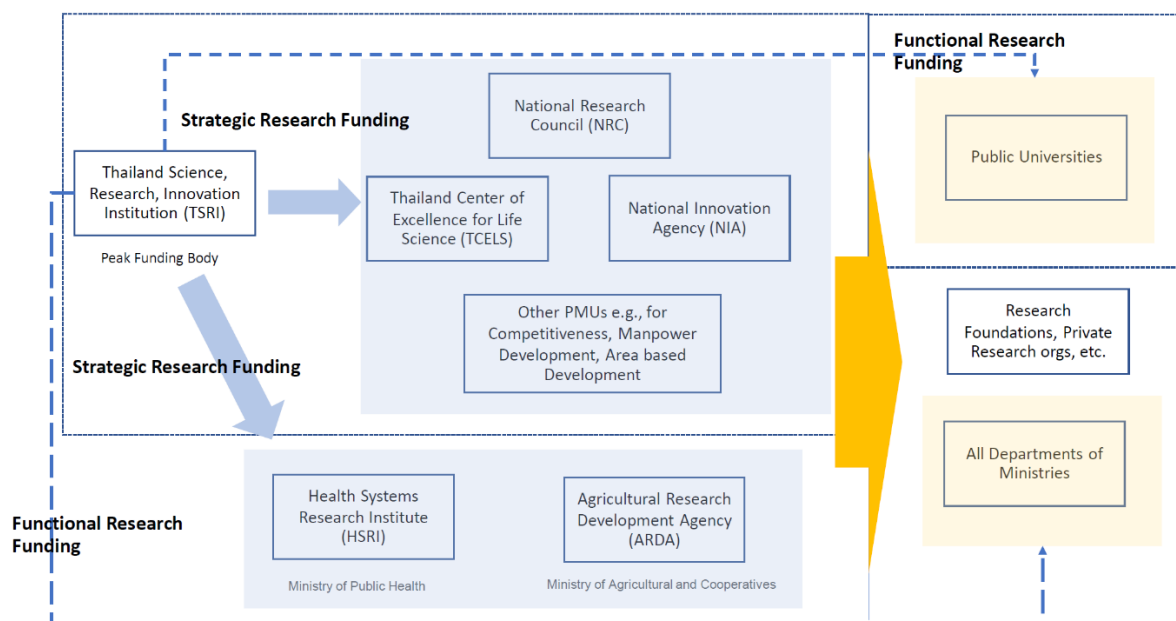 Functional Research
Funding
Strategic Research Funding
National Research
Council (NRC)
Public Universities
Thailand Science,
Research, Innovation
Institution (TSRI)
Thailand Center of
Excellence for Life
Science (TCELS)
National Innovation
Agency (NIA)
Peak Funding Body
Other PMUs e.g., for
Competitiveness, Manpower
Development, Area based
Development
Research
Foundations, Private
Research orgs, etc.
Strategic Research Funding
All Departments of
Ministries
Functional Research
Funding
Health Systems
Research Institute
(HSRI)
Agricultural Research
Development Agency
(ARDA)
Ministry of Public Health
Ministry of Agricultural and Cooperatives